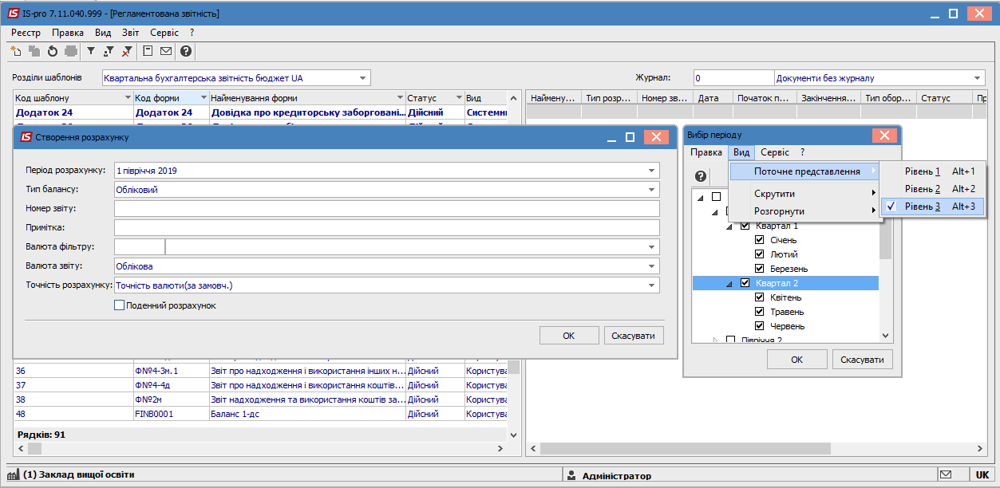 IS-pro 7.11.040.999 - [Регламентована звітність]
Реєстр Правка Вид Звіт Сервіс ?
Розділи шаблонів Квартальна бухгалтерська звітність бюджет UA Журнал: 0 Документи без журналу
Код шаблону Код форми Найменування форми Статус Вид
Наймену... Тип розр... Номер зв... Дата Початок п... Закінчення... Тип обор... Статус Пр
Додаток 24 Додаток 24 Довідка про кредиторську заборговані... Дійсний Системн
Створення розрахунку
Період розрахунку: 1 півріччя 2019
Тип балансу: Обліковий
Номер звіту:
Примітка:
Валюта фільтру:
Валюта звіту: Облікова
Точність розрахунку: Точність валюти(за замовч.)
Поденний розрахунок
OK Скасувати
Вибір періоду
Правка Вид Сервіс ?
Поточне представлення
Скрутити
Розгорнути
Рівень 1 Alt+1
Рівень 2 Alt+2
Рівень 3 Alt+3
Квартал 1
Січень
Лютий
Березень
Квартал 2
Квітень
Травень
Червень
Півріччя 2
OK Скасувати
36 ФNº4-3м.1 Звіт про надходження і використання інших н... Дійсний Користува
37 ФNº4-4д Звіт про надходження і використання коштів... Дійсний Користува
38 ФNº2м Звіт надходження та використання коштів за... Дійсний Користува
48 FINB0001 Баланс 1-дс Дійсний Користува
Рядків: 91
(1) Заклад вищої освіти Адміністратор UK